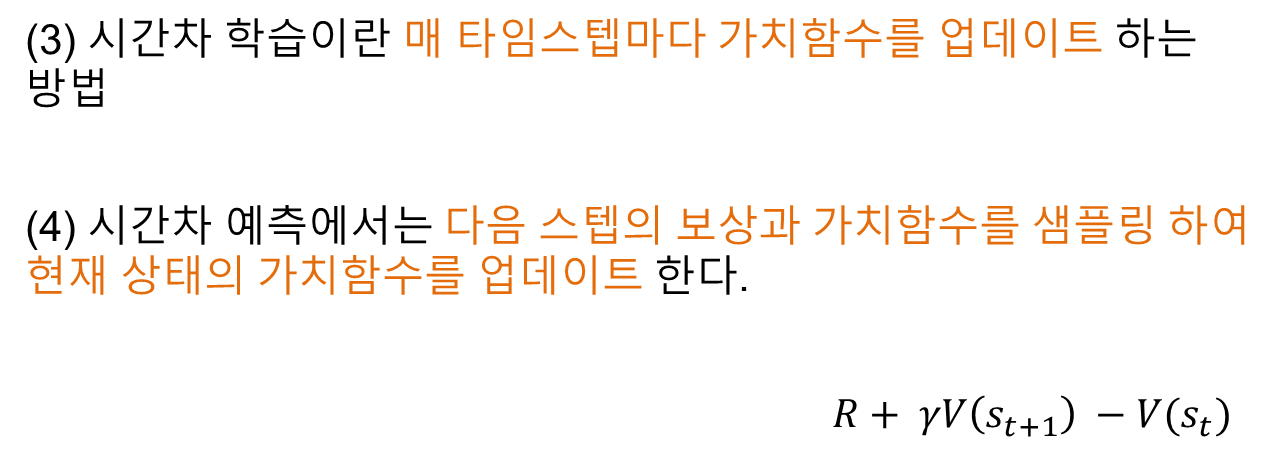 (3) 시간차 학습이란 매 타임스텝마다 가치함수를 업데이트 하는
방법
(4) 시간차 예측에서는 다음 스텝의 보상과 가치함수를 샘플링 하여
현재 상태의 가치함수를 업데이트 한다.
R + γV(s_{t+1}) − V(s_t)